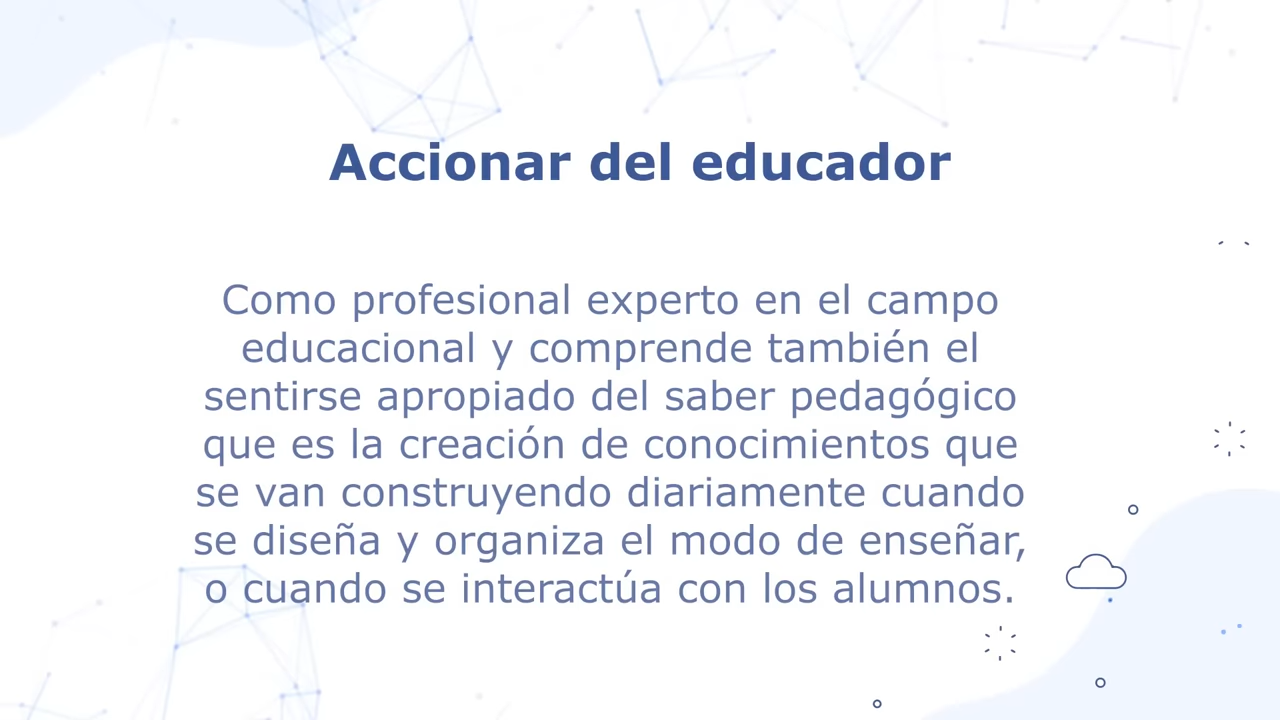 Accionar del educador
Como profesional experto en el campo
educacional y comprende también el
sentirse apropiado del saber pedagógico
que es la creación de conocimientos que
se van construyendo diariamente cuando
se diseña y organiza el modo de enseñar,
o cuando se interactúa con los alumnos.